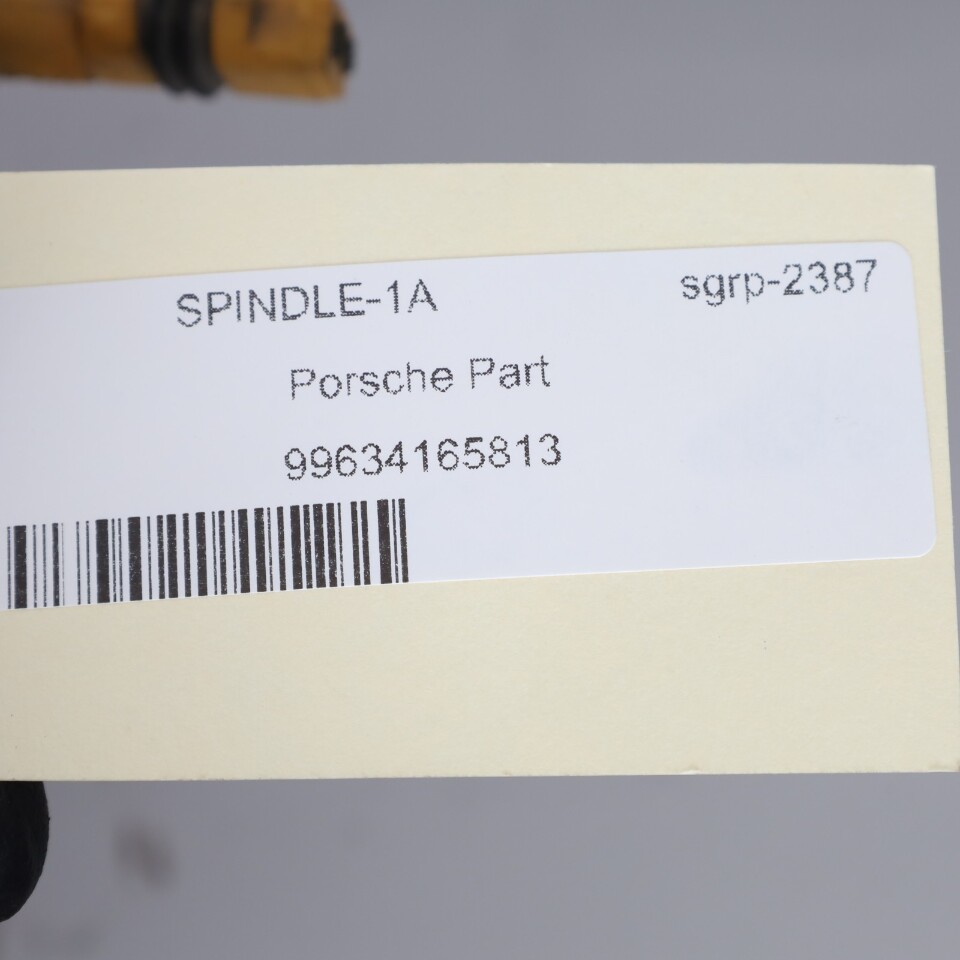 SPINDLE-1A sgrp-2387
Porsche Part
99634165813